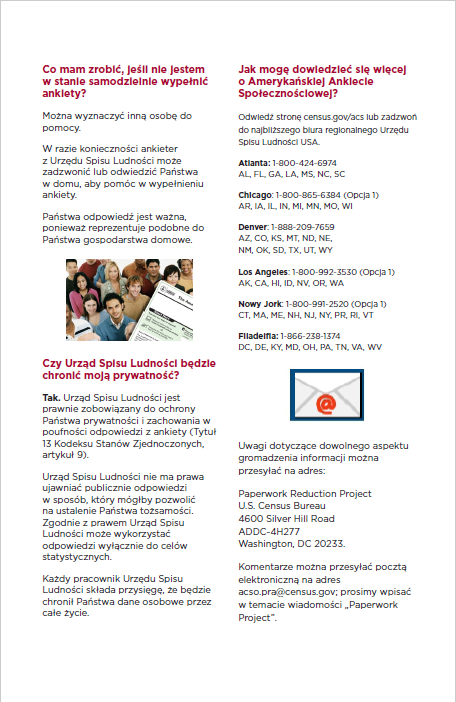 Co mam zrobić, jeśli nie jestem
w stanie samodzielnie wypełnić
ankiety?
Można wyznaczyć inną osobę do
pomocy.
W razie konieczności ankieter
z Urzędu Spisu Ludności może
zadzwonić lub odwiedzić Państwa
w domu, aby pomóc w wypełnieniu
ankiety.
Państwa odpowiedź jest ważna,
ponieważ reprezentuje podobne do
Państwa gospodarstwa domowe.
Czy Urząd Spisu Ludności będzie
chronić moją prywatność?
Tak. Urząd Spisu Ludności jest
prawnie zobowiązany do ochrony
Państwa prywatności i zachowania w
poufności odpowiedzi z ankiety (Tytuł
13 Kodeksu Stanów Zjednoczonych,
artykuł 9).
Urząd Spisu Ludności nie ma prawa
ujawniać publicznie odpowiedzi
w sposób, który mógłby pozwolić
na ustalenie Państwa tożsamości.
Zgodnie z prawem Urząd Spisu
Ludności może wykorzystać
odpowiedzi wyłącznie do celów
statystycznych.
Każdy pracownik Urzędu Spisu
Ludności składa przysięgę, że będzie
chronił Państwa dane osobowe przez
całe życie.
Jak mogę dowiedzieć się więcej
o Amerykańskiej Ankiecie
Społecznościowej?
Odwiedź stronę census.gov/acs lub zadzwoń
do najbliższego biura regionalnego Urzędu
Spisu Ludności USA.
Atlanta: 1-800-424-6974
AL, FL, GA, LA, MS, NC, SC
Chicago: 1-800-865-6384 (Opcja 1)
AR, IA, IL, IN, MI, MN, MO, WI
Denver: 1-888-209-7659
AZ, CO, KS, MT, ND, NE,
NM, OK, SD, TX, UT, WY
Los Angeles: 1-800-992-3530 (Opcja 1)
AK, CA, HI, ID, NV, OR, WA
Nowy Jork: 1-800-991-2520 (Opcja 1)
CT, MA, ME, NH, NJ, NY, PR, RI, VT
Filadelfia: 1-866-238-1374
DC, DE, KY, MD, OH, PA, TN, VA, WV
@
Uwagi dotyczące dowolnego aspektu
gromadzenia informacji można
przesyłać na adres:
Paperwork Reduction Project
U.S. Census Bureau
4600 Silver Hill Road
ADDC-4H277
Washington, DC 20233.
Komentarze można przesyłać pocztą
elektroniczną na adres
acso.pra@census.gov; prosimy wpisać
w temacie wiadomości „Paperwork
Project”.